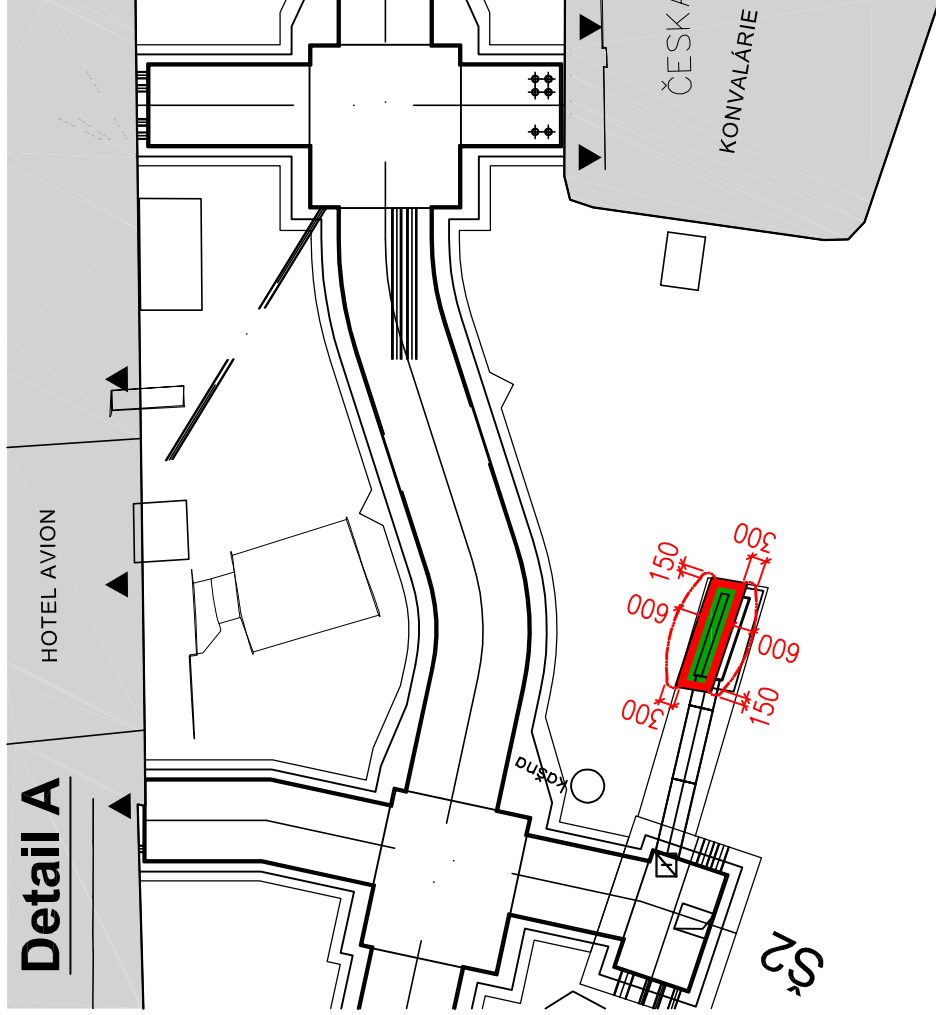 ČESKÁ
KONVALÁRIE
HOTEL AVION
300
150
600
600
300
150
kašna
Detail A
Š2